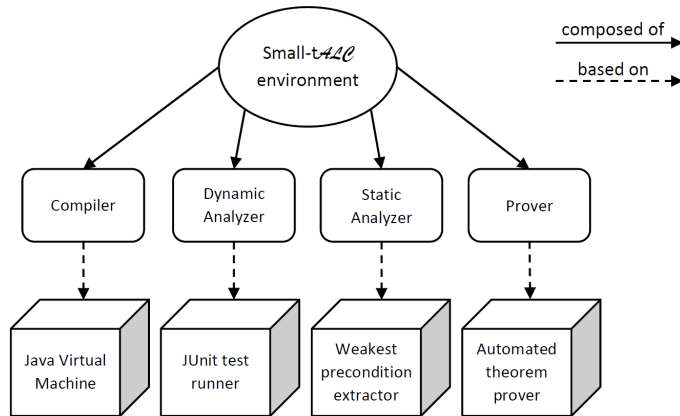 Small-tALC
environment
composed of
based on
Compiler
Dynamic
Analyzer
Static
Analyzer
Prover
Java Virtual
Machine
JUnit test
runner
Weakest
precondition
extractor
Automated
theorem
prover